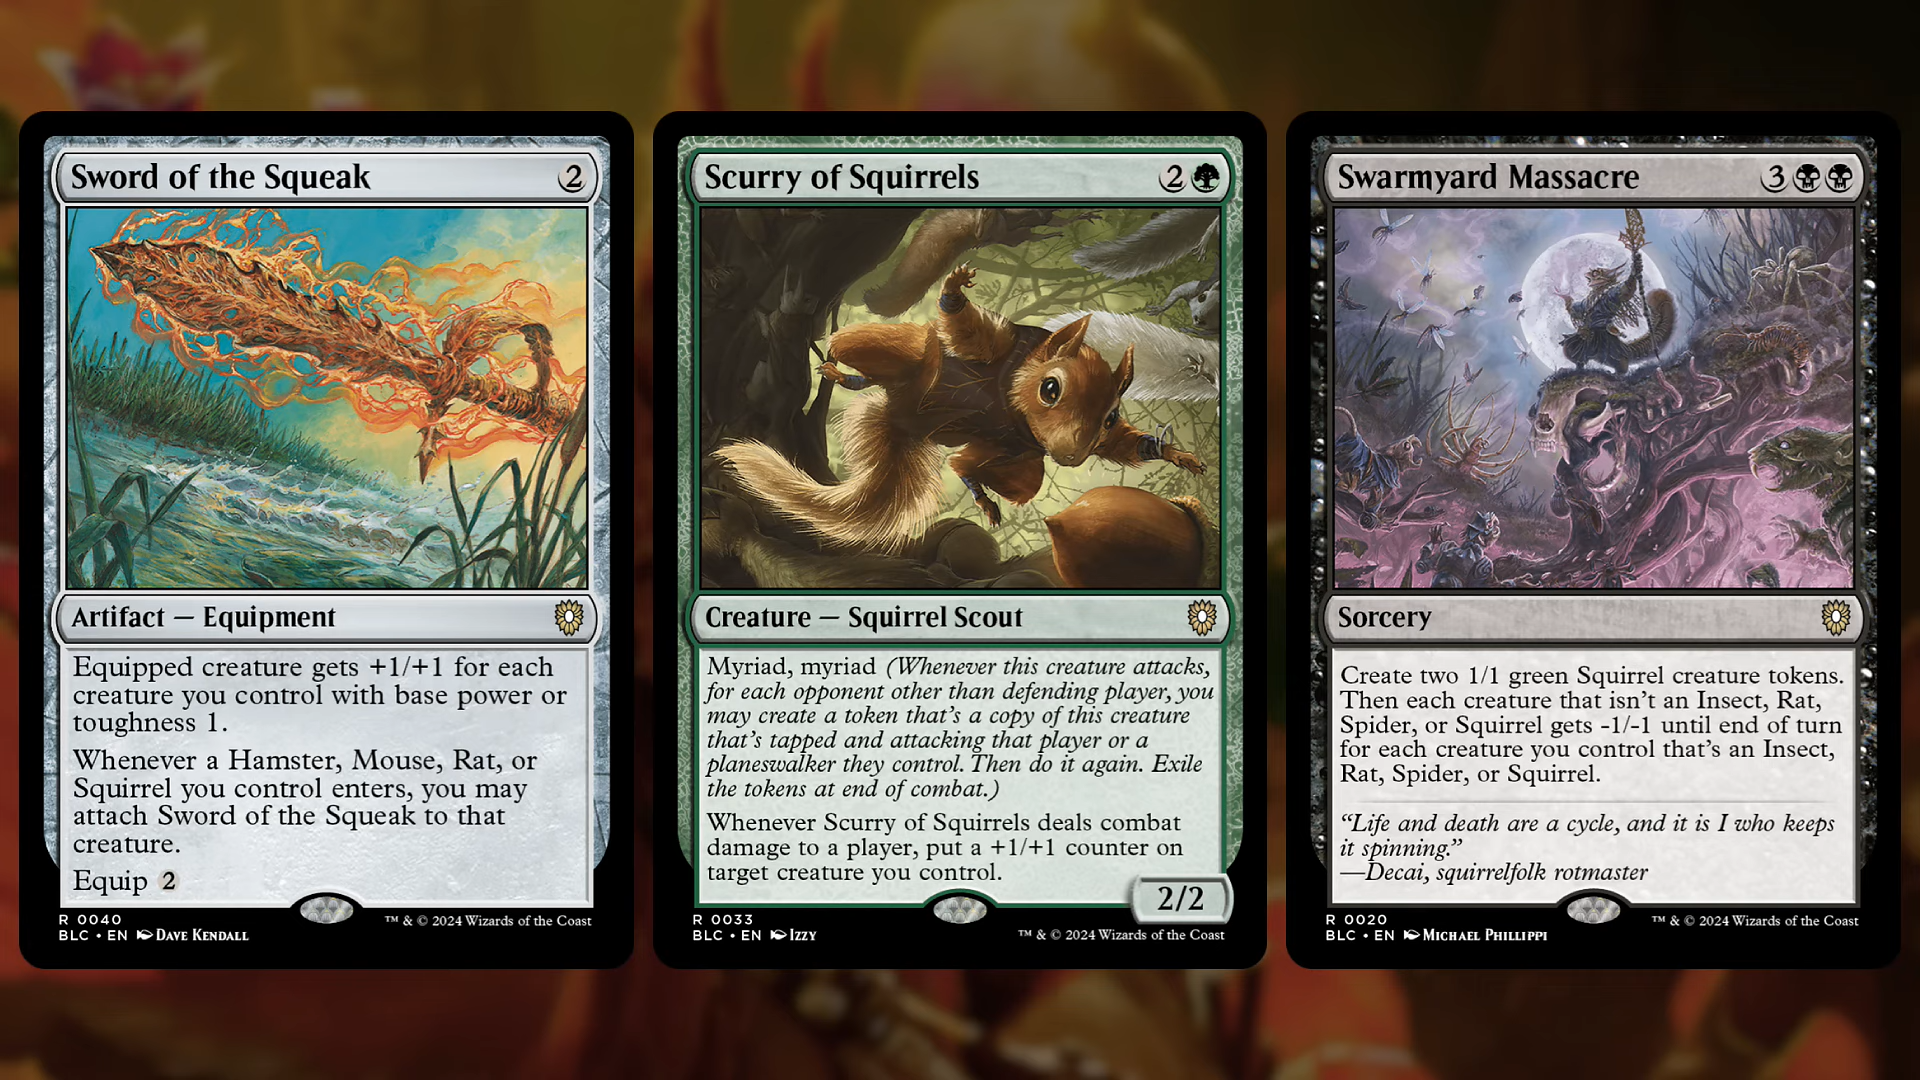 Sword of the Squeak 2
Artifact — Equipment
Equipped creature gets +1/+1 for each
creature you control with base power or
toughness 1.
Whenever a Hamster, Mouse, Rat, or
Squirrel you control enters, you may
attach Sword of the Squeak to that
creature.
Equip 2
R 0040
BLC • EN Dave Kendall
™ & © 2024 Wizards of the Coast
Scurry of Squirrels 2
Creature — Squirrel Scout
Myriad, myriad (Whenever this creature attacks,
for each opponent other than defending player, you
may create a token that's a copy of this creature
that's tapped and attacking that player or a
planeswalker they control. Then do it again. Exile
the tokens at end of combat.)
Whenever Scurry of Squirrels deals combat
damage to a player, put a +1/+1 counter on
target creature you control.
2/2
R 0033
BLC • EN Izzy
™ & © 2024 Wizards of the Coast
Swarmyard Massacre 3
Sorcery
Create two 1/1 green Squirrel creature tokens.
Then each creature that isn't an Insect, Rat,
Spider, or Squirrel gets -1/-1 until end of turn
for each creature you control that's an Insect,
Rat, Spider, or Squirrel.
“Life and death are a cycle, and it is I who keeps
it spinning.”
—Decai, squirrelfolk rotmaster
R 0020
BLC • EN Michael Phillippi
™ & © 2024 Wizards of the Coast